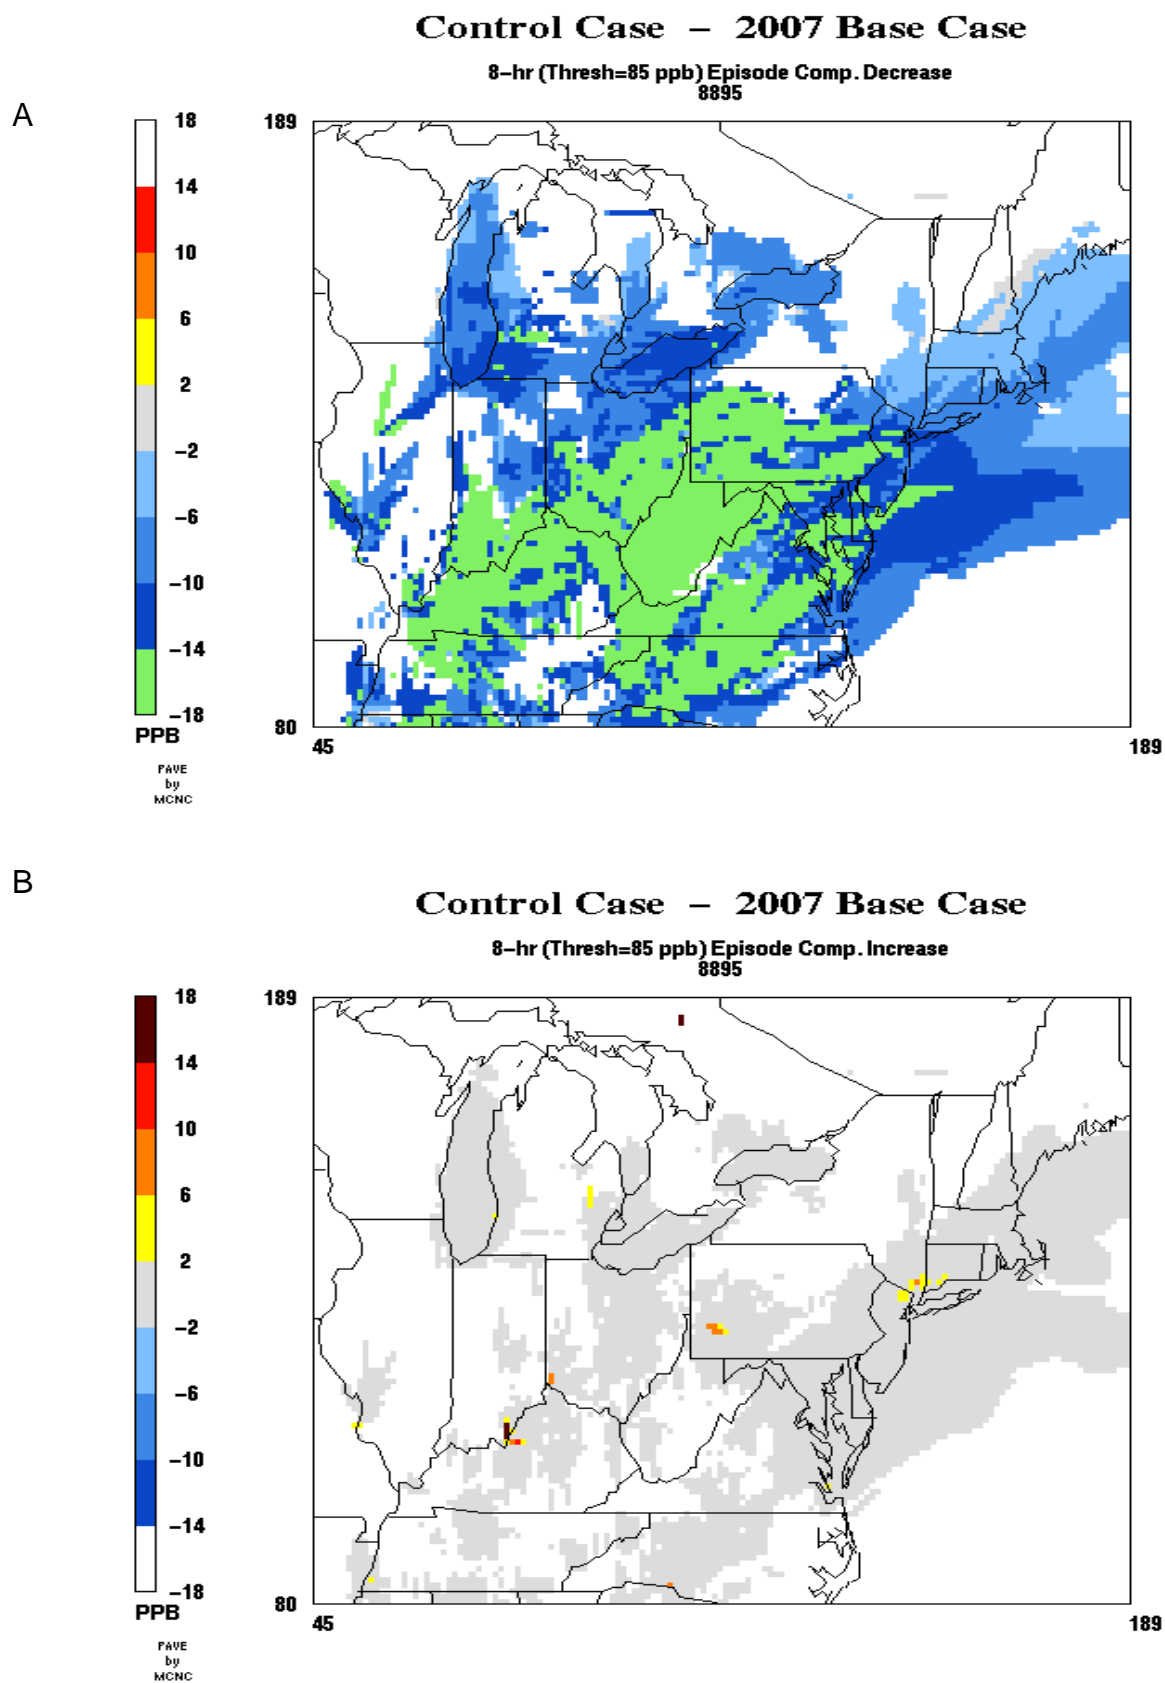 Control Case – 2007 Base Case
8-hr (Thresh=85 ppb) Episode Comp. Decrease
8895
A
18
14
10
6
2
-2
-6
-10
-14
-18
PPB
PAVE
by
MCNC
189
80
45
189
B
Control Case – 2007 Base Case
8-hr (Thresh=85 ppb) Episode Comp. Increase
8895
18
14
10
6
2
-2
-6
-10
-14
-18
PPB
PAVE
by
MCNC
189
80
45
189